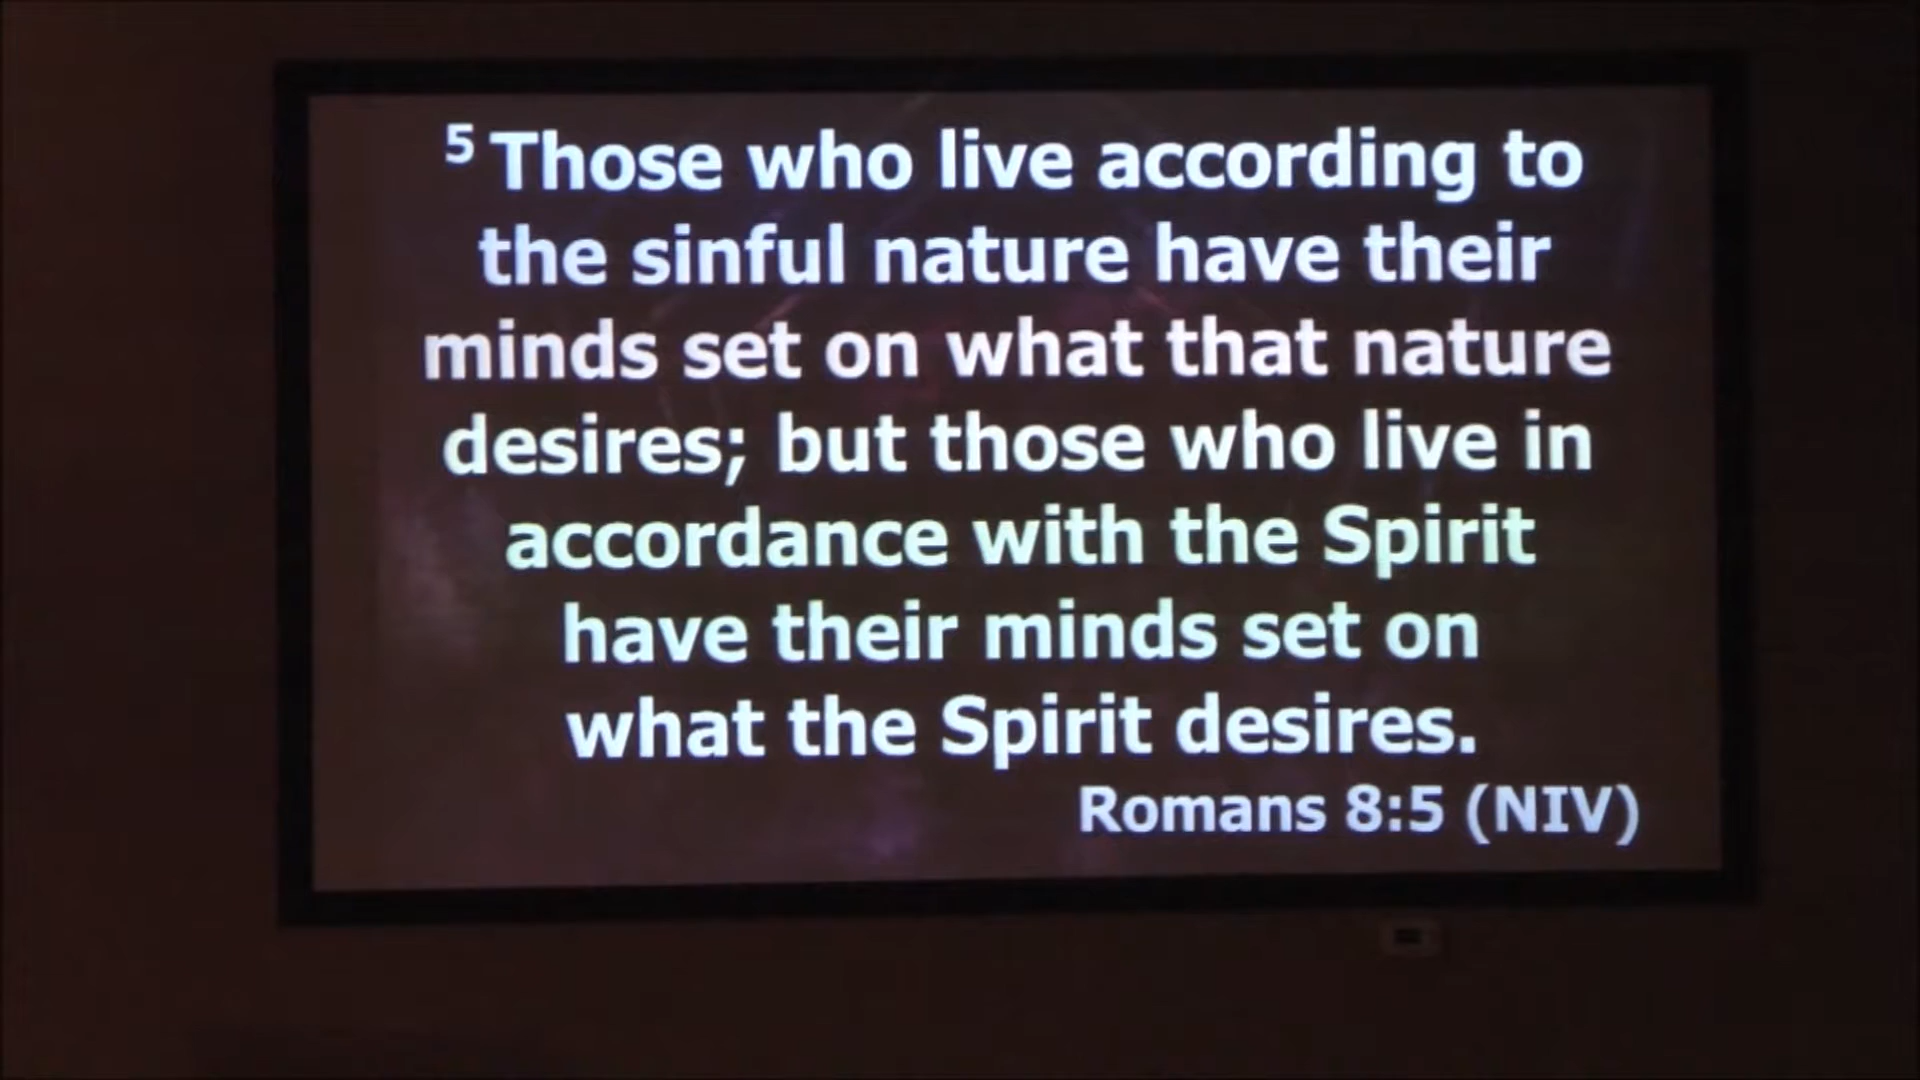 5 Those who live according to
the sinful nature have their
minds set on what that nature
desires; but those who live in
accordance with the Spirit
have their minds set on
what the Spirit desires.
Romans 8:5 (NIV)